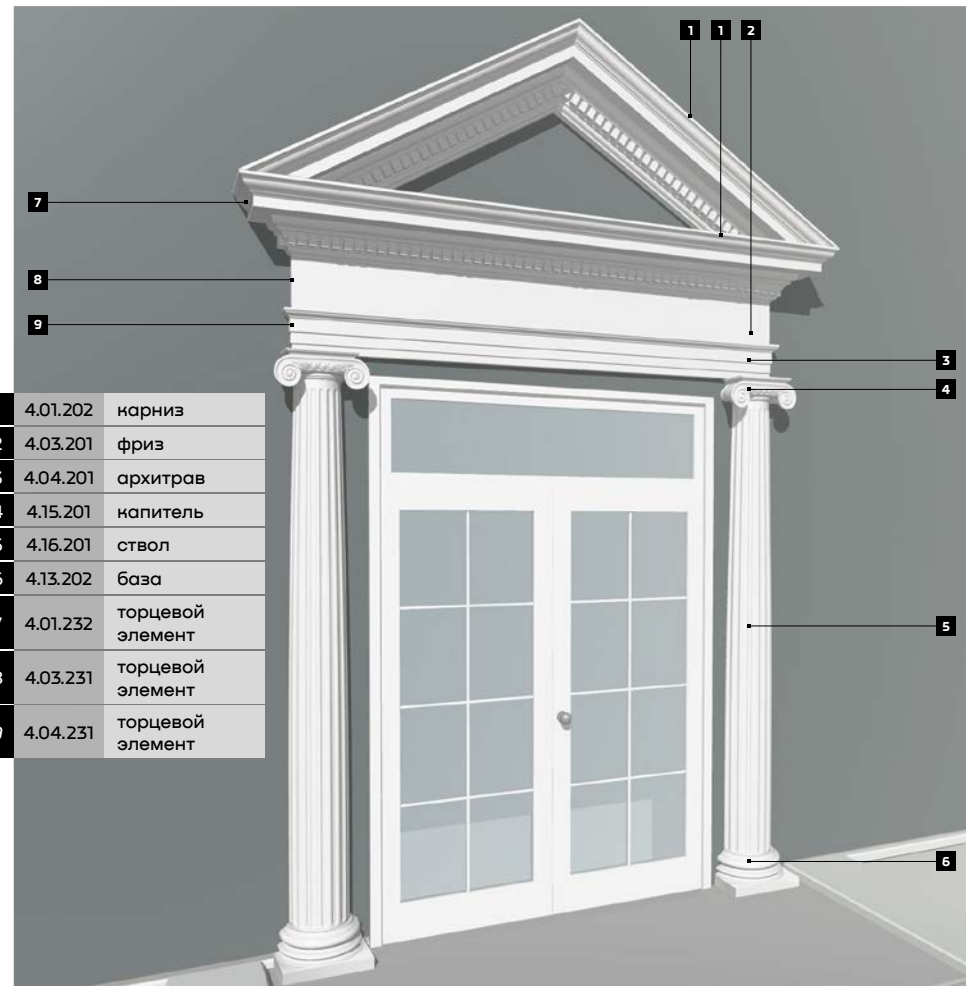 1 1 2
7
8
9
3
4
5
6
4.01.202 карниз
2 4.03.201 фриз
3 4.04.201 архитрав
4 4.15.201 капитель
5 4.16.201 ствол
6 4.13.202 база
7 4.01.232 торцевой
элемент
8 4.03.231 торцевой
элемент
9 4.04.231 торцевой
элемент